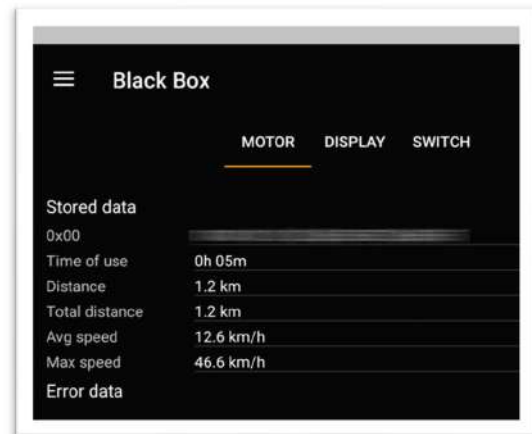 Black Box
MOTOR DISPLAY SWITCH
Stored data
0x00
Time of use 0h 05m
Distance 1.2 km
Total distance 1.2 km
Avg speed 12.6 km/h
Max speed 46.6 km/h
Error data